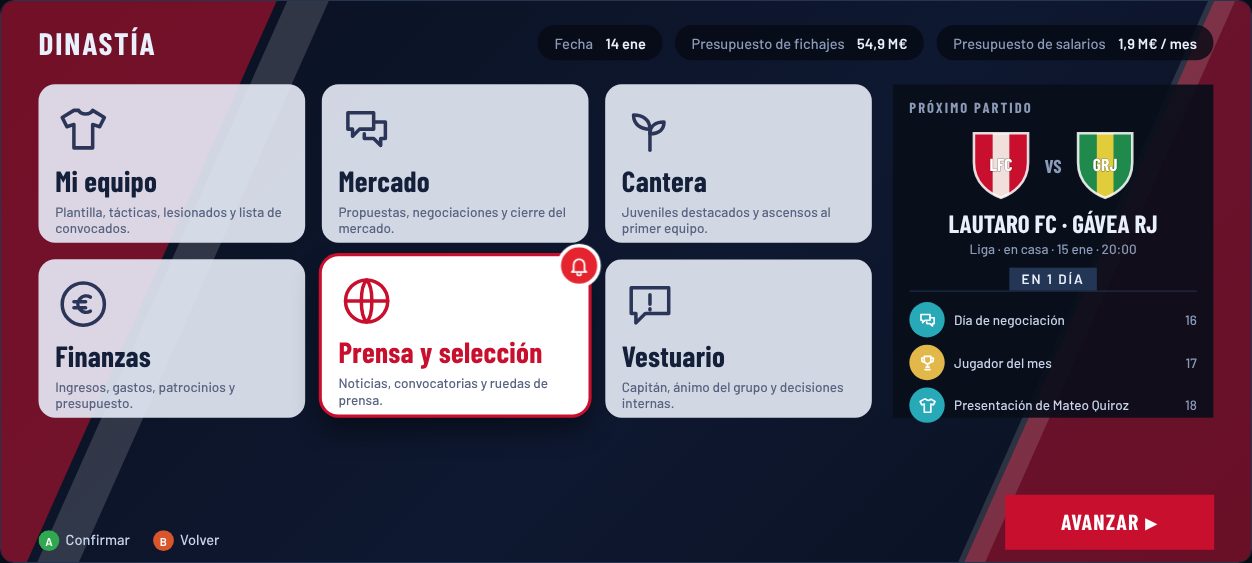 DINASTÍA
Fecha 14 ene
Presupuesto de fichajes 54,9 M€
Presupuesto de salarios 1,9 M€ / mes
Mi equipo
Plantilla, tácticas, lesionados y lista de
convocados.
Mercado
Propuestas, negociaciones y cierre del
mercado.
Cantera
Juveniles destacados y ascensos al
primer equipo.
Finanzas
Ingresos, gastos, patrocinios y
presupuesto.
Prensa y selección
Noticias, convocatorias y ruedas de
prensa.
Vestuario
Capitán, ánimo del grupo y decisiones
internas.
PRÓXIMO PARTIDO
LFC VS GRJ
LAUTARO FC · GÁVEA RJ
Liga · en casa · 15 ene · 20:00
EN 1 DÍA
Día de negociación 16
Jugador del mes 17
Presentación de Mateo Quiroz 18
A Confirmar B Volver
AVANZAR ▶